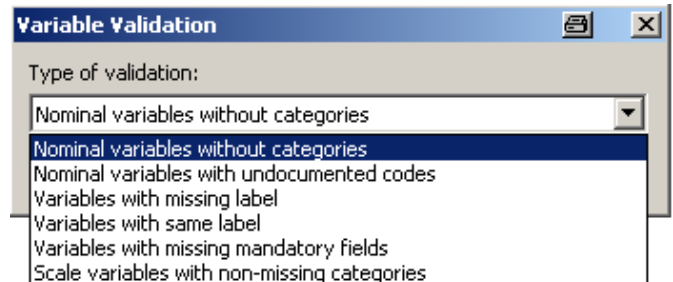 Variable Validation
Type of validation:
Nominal variables without categories
Nominal variables without categories
Nominal variables with undocumented codes
Variables with missing label
Variables with same label
Variables with missing mandatory fields
Scale variables with non-missing categories